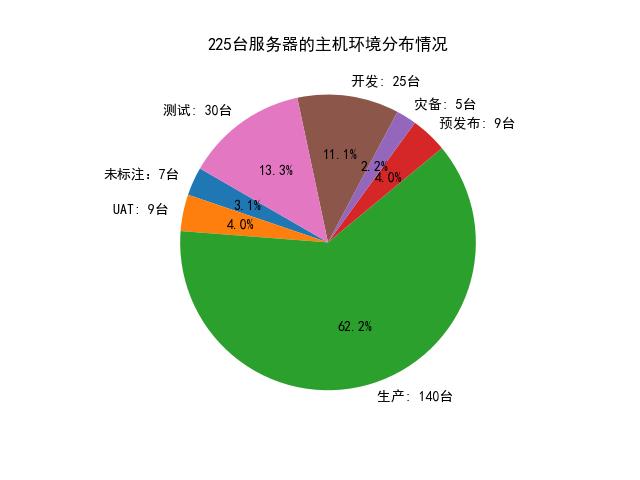 225台服务器的主机环境分布情况
开发: 25台
灾备: 5台
预发布: 9台
测试: 30台
未标注：7台
UAT: 9台
生产: 140台
11.1%
2.2%
4.0%
13.3%
3.1%
4.0%
62.2%